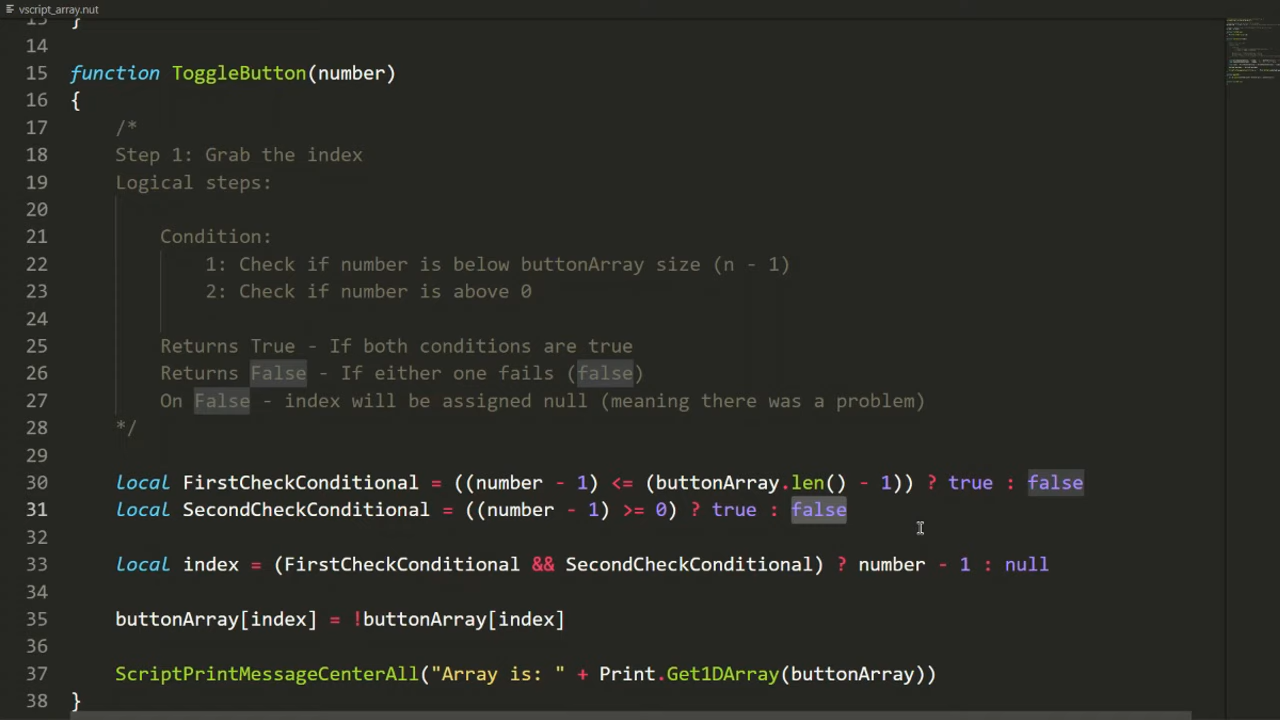 vscript_array.nut
15 }
14
15 function ToggleButton(number)
16 {
17 /*
18 Step 1: Grab the index
19 Logical steps:
20
21 Condition:
22 1: Check if number is below buttonArray size (n - 1)
23 2: Check if number is above 0
24
25 Returns True - If both conditions are true
26 Returns False - If either one fails (false)
27 On False - index will be assigned null (meaning there was a problem)
28 */
29
30 local FirstCheckConditional = ((number - 1) <= (buttonArray.len() - 1)) ? true : false
31 local SecondCheckConditional = ((number - 1) >= 0) ? true : false
32
33 local index = (FirstCheckConditional && SecondCheckConditional) ? number - 1 : null
34
35 buttonArray[index] = !buttonArray[index]
36
37 ScriptPrintMessageCenterAll("Array is: " + Print.Get1DArray(buttonArray))
38 }